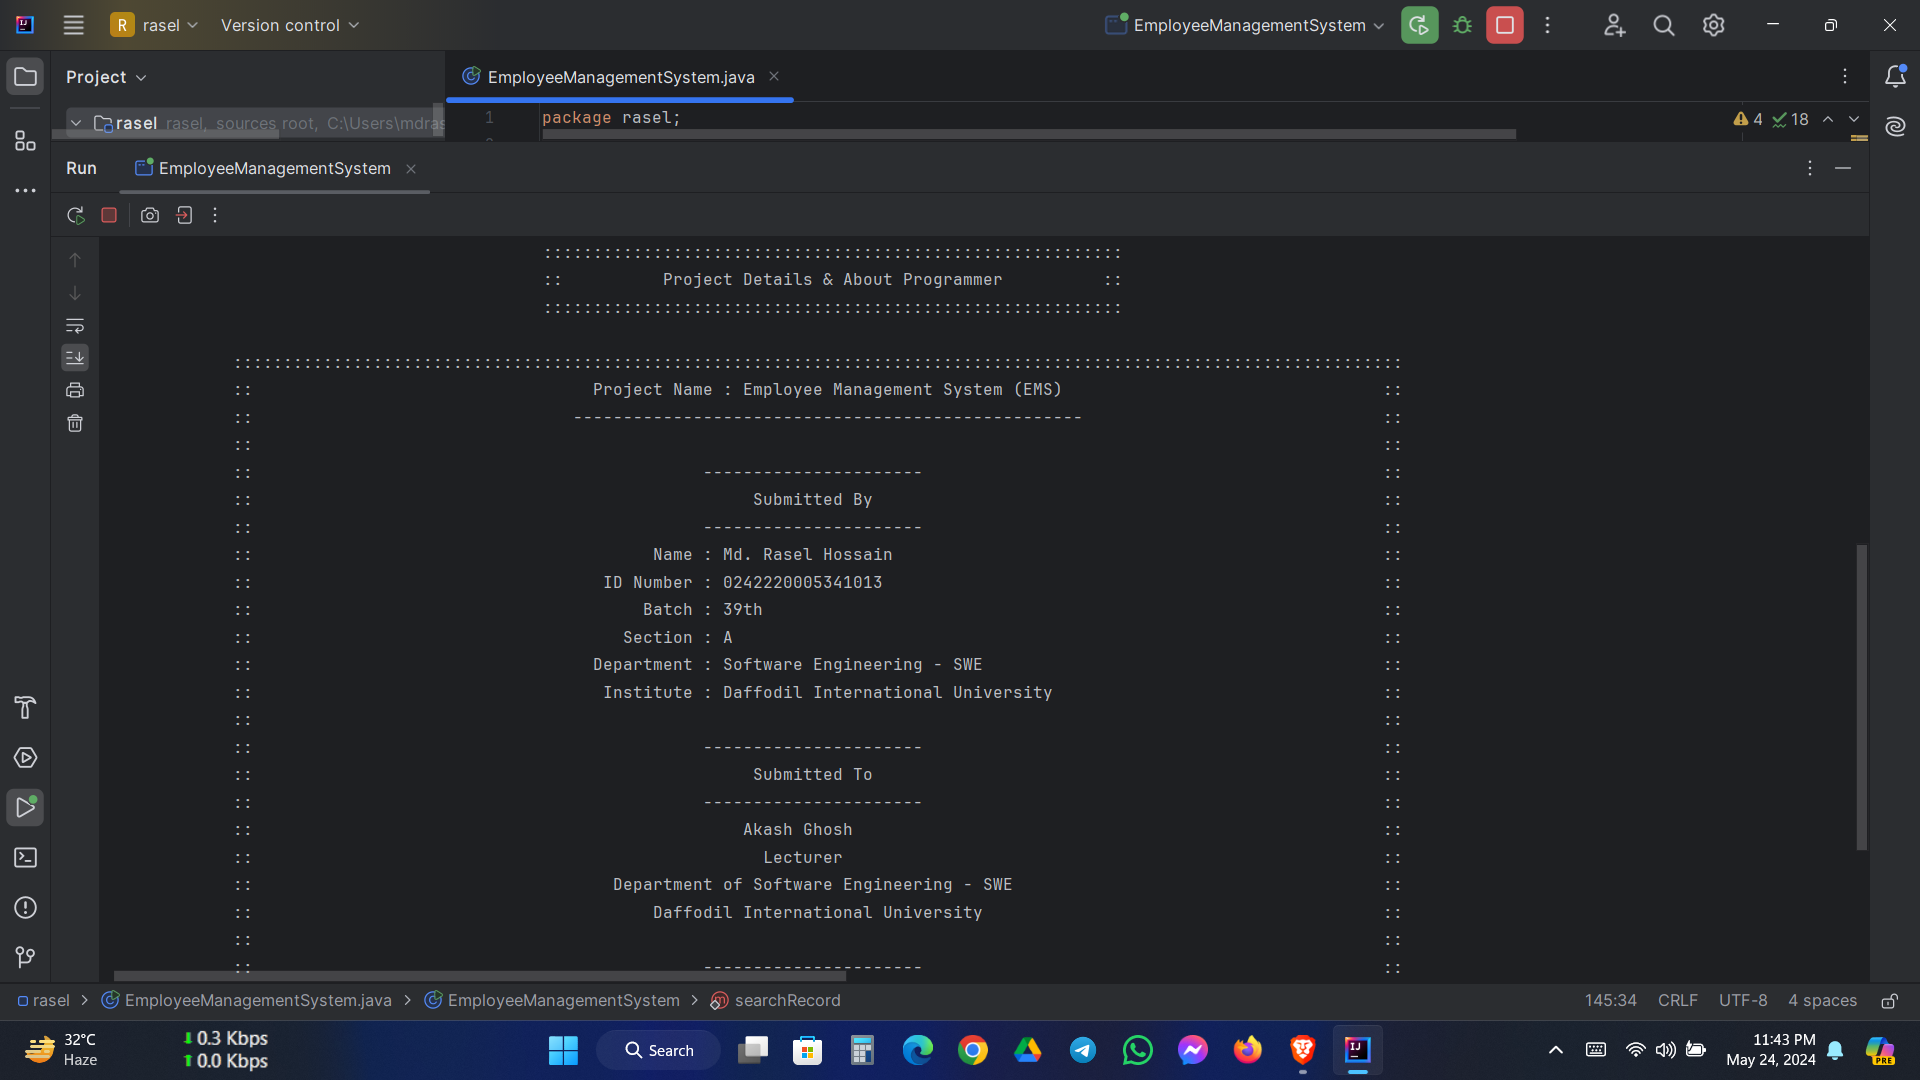 R rasel Version control EmployeeManagementSystem
Project EmployeeManagementSystem.java
rasel rasel, sources root, C:\Users\mdras 1 package rasel; 4 18
Run EmployeeManagementSystem
::::::::::::::::::::::::::::::::::::::::::::::::::::::::::
:: Project Details & About Programmer ::
::::::::::::::::::::::::::::::::::::::::::::::::::::::::::
:::::::::::::::::::::::::::::::::::::::::::::::::::::::::::::::::::::::::::::::::::::::::::::::::::::::::::::::::::::
:: Project Name : Employee Management System (EMS) ::
:: --------------------------------------------------- ::
:: ::
:: ---------------------- ::
:: Submitted By ::
:: ---------------------- ::
:: Name : Md. Rasel Hossain ::
:: ID Number : 0242220005341013 ::
:: Batch : 39th ::
:: Section : A ::
:: Department : Software Engineering - SWE ::
:: Institute : Daffodil International University ::
:: ::
:: ---------------------- ::
:: Submitted To ::
:: ---------------------- ::
:: Akash Ghosh ::
:: Lecturer ::
:: Department of Software Engineering - SWE ::
:: Daffodil International University ::
:: ::
:: ---------------------- ::
rasel > EmployeeManagementSystem.java > EmployeeManagementSystem > searchRecord 145:34 CRLF UTF-8 4 spaces
32°C 0.3 Kbps Search 11:43 PM
Haze 0.0 Kbps May 24, 2024 PRE